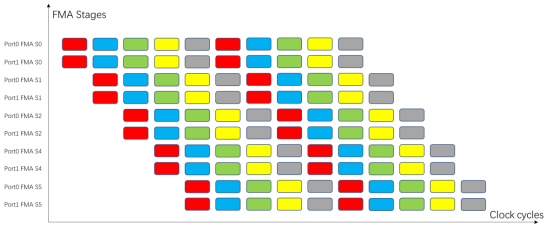 FMA Stages
Port0 FMA S0
Port1 FMA S0
Port0 FMA S1
Port1 FMA S1
Port0 FMA S2
Port1 FMA S2
Port0 FMA S4
Port1 FMA S4
Port0 FMA S5
Port1 FMA S5
Clock cycles